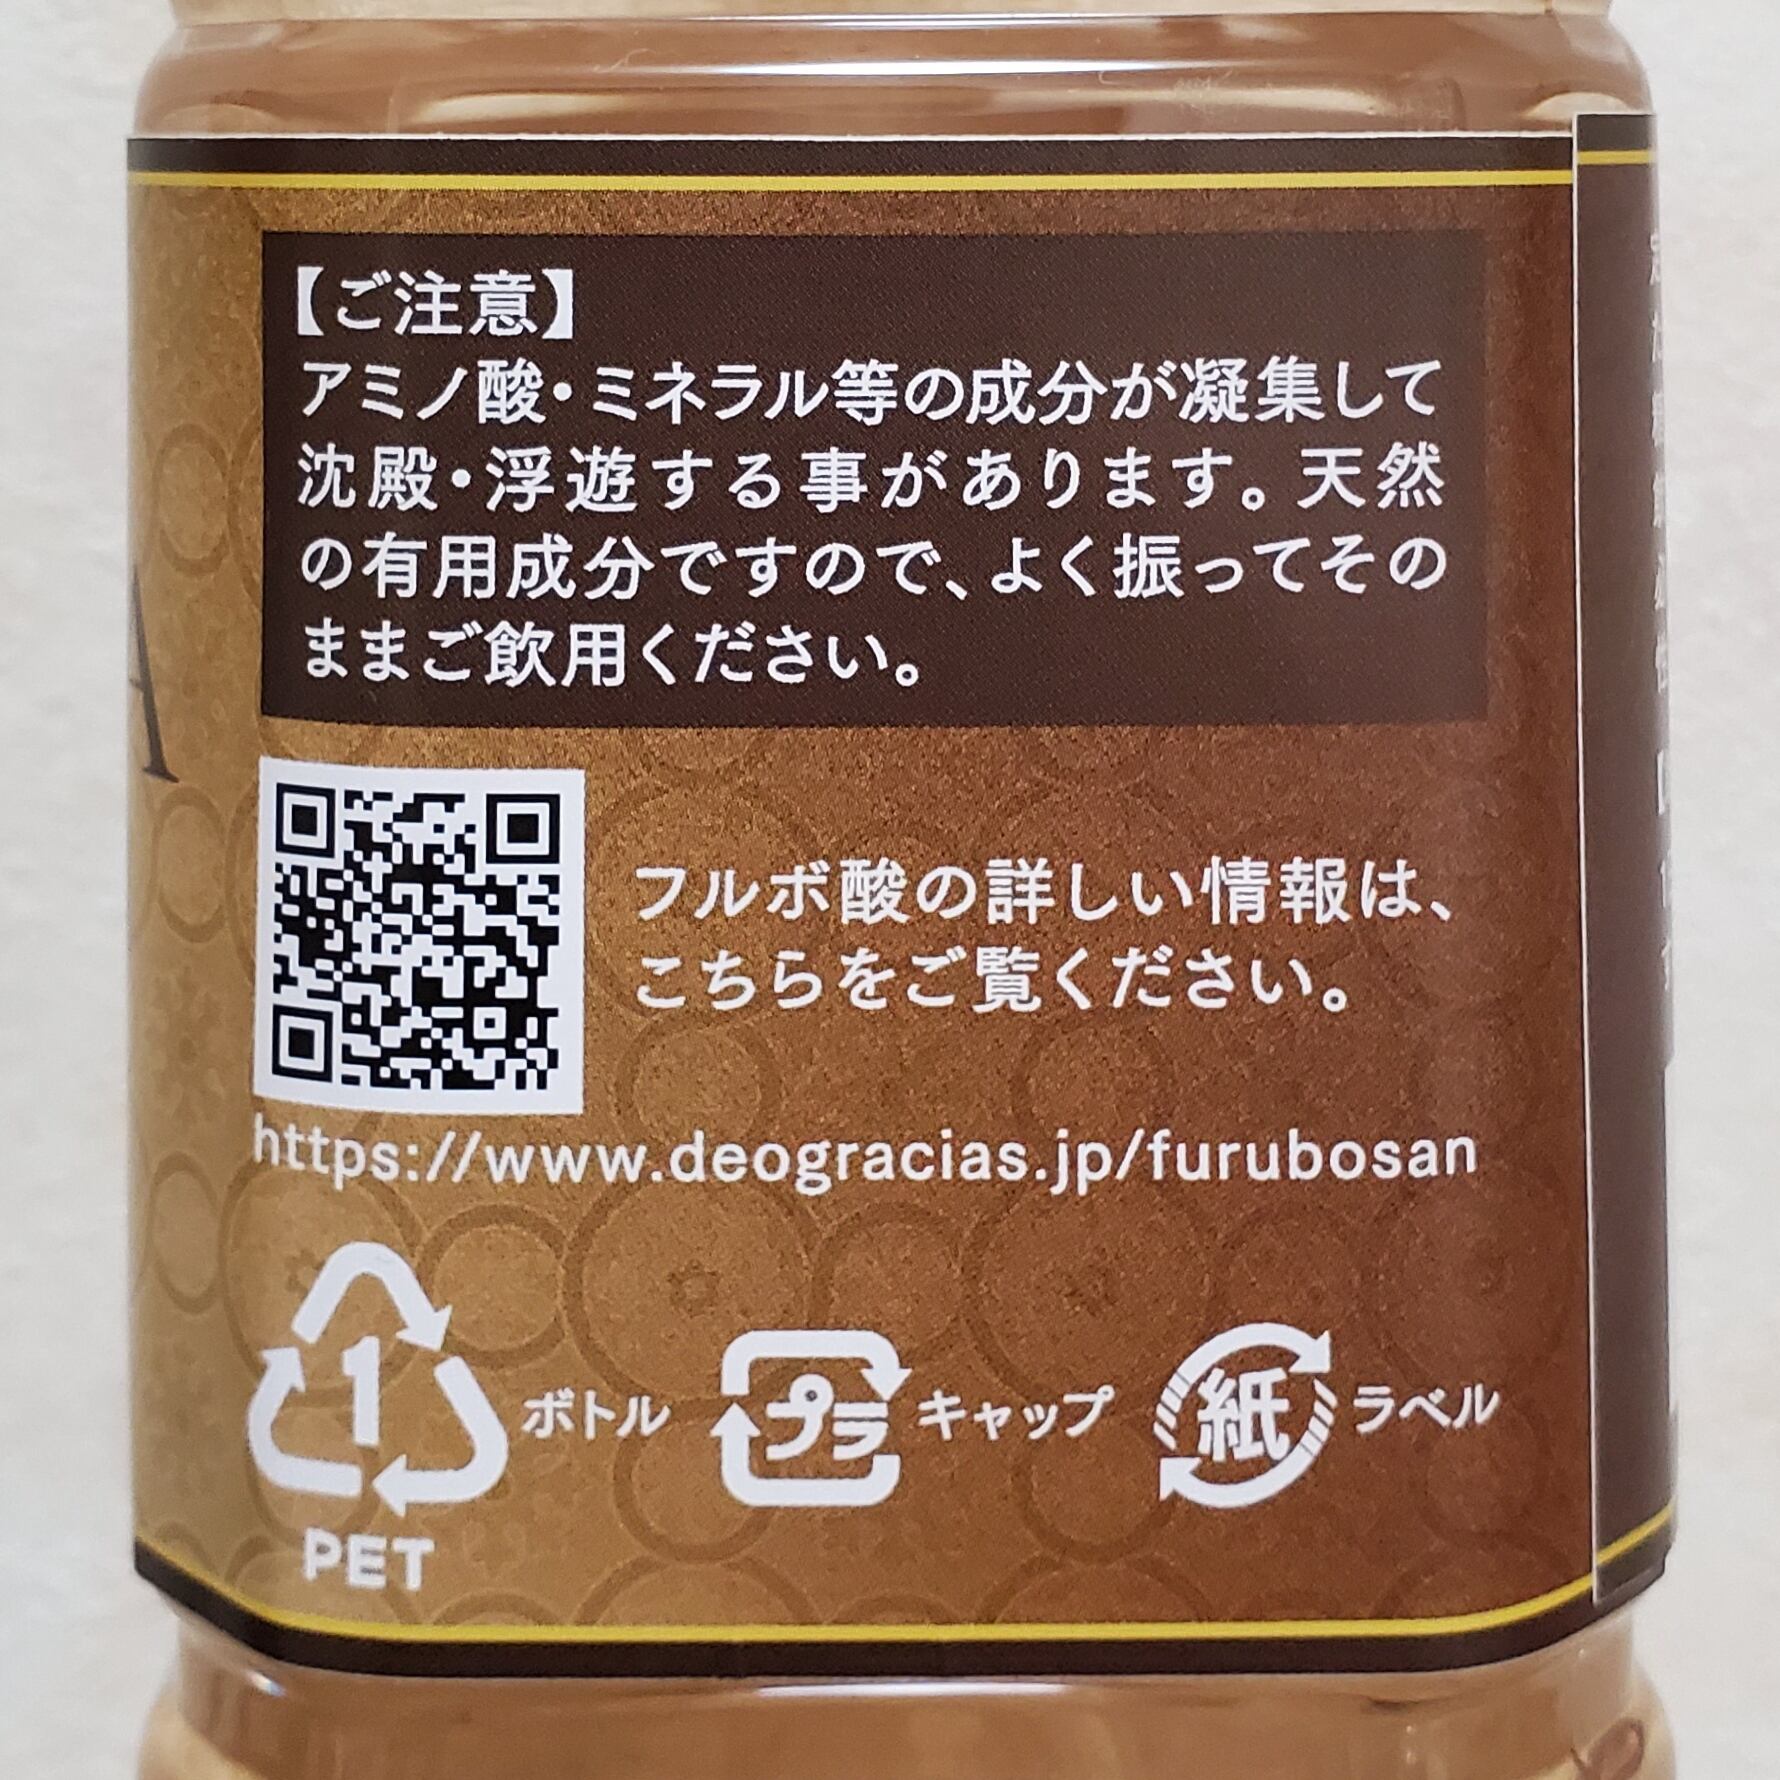 【ご注意】
アミノ酸・ミネラル等の成分が凝集して
沈殿・浮遊する事があります。天然
の有用成分ですので、よく振ってその
ままご飲用ください。
フルボ酸の詳しい情報は、
こちらをご覧ください。
https://www.deogracias.jp/furubosan
1
ボトル
プラ
キャップ
紙
ラベル
PET
A